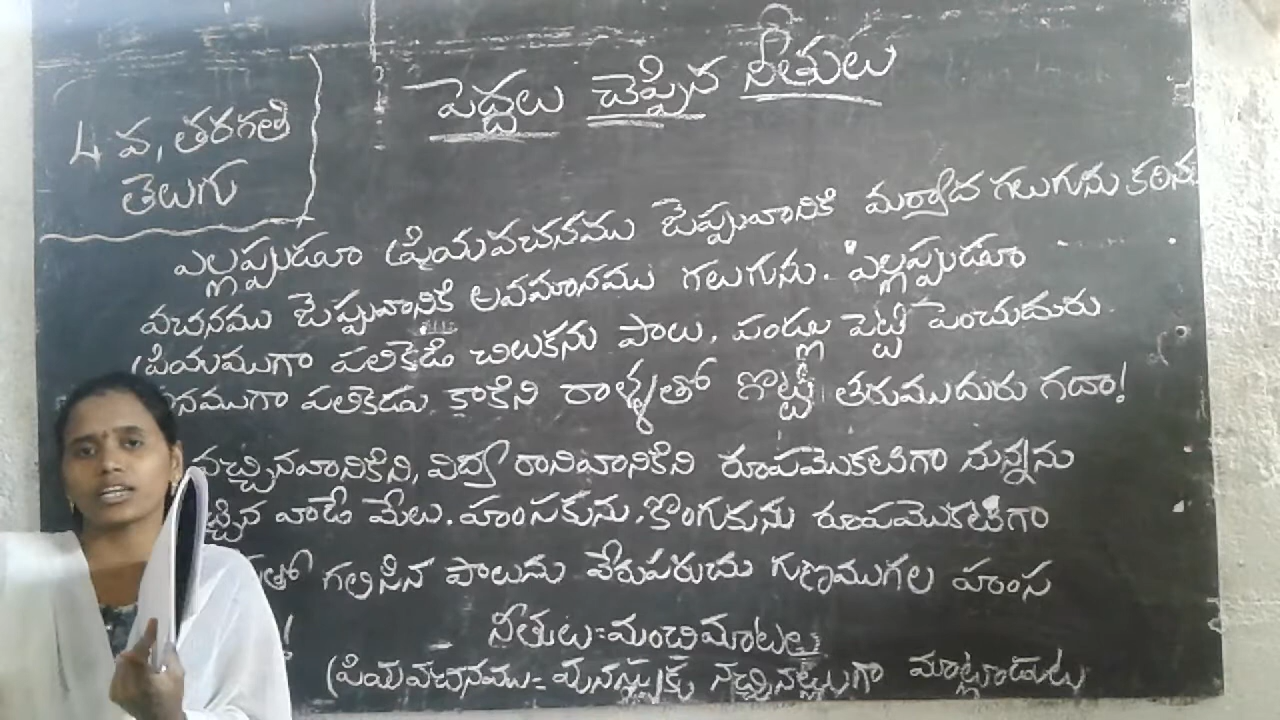 పెద్దలు చెప్పిన నీతులు
4 వ, తరగతి
తెలుగు
ఎల్లప్పుడూ ప్రియవచనము జెప్పువానికి మర్యాద గలుగును కఠిన
వచనము జెప్పువానికి అవమానము గలుగును. ఎల్లప్పుడూ
ప్రియముగా పలికెడి చిలుకను పాలు, పండ్లు పెట్టి పెంచుదురు.
నముగా పలికెడు కాకిని రాళ్ళతో గొట్టి తరుముదురు గదా!
వచ్చినవానికిని, విద్య రానివానికిని రూపమొకటిగా నున్నను
చ్చిన వాడే మేలు. హంసకును, కొంగకును రూపమొకటిగా
తో గలిసిన పాలును వేరుపరుచు గుణముగల హంస
!
నీతులు=మంచిమాటలు
ప్రియవచనము= మనస్సుకు నచ్చినట్లుగా మాట్లాడుట